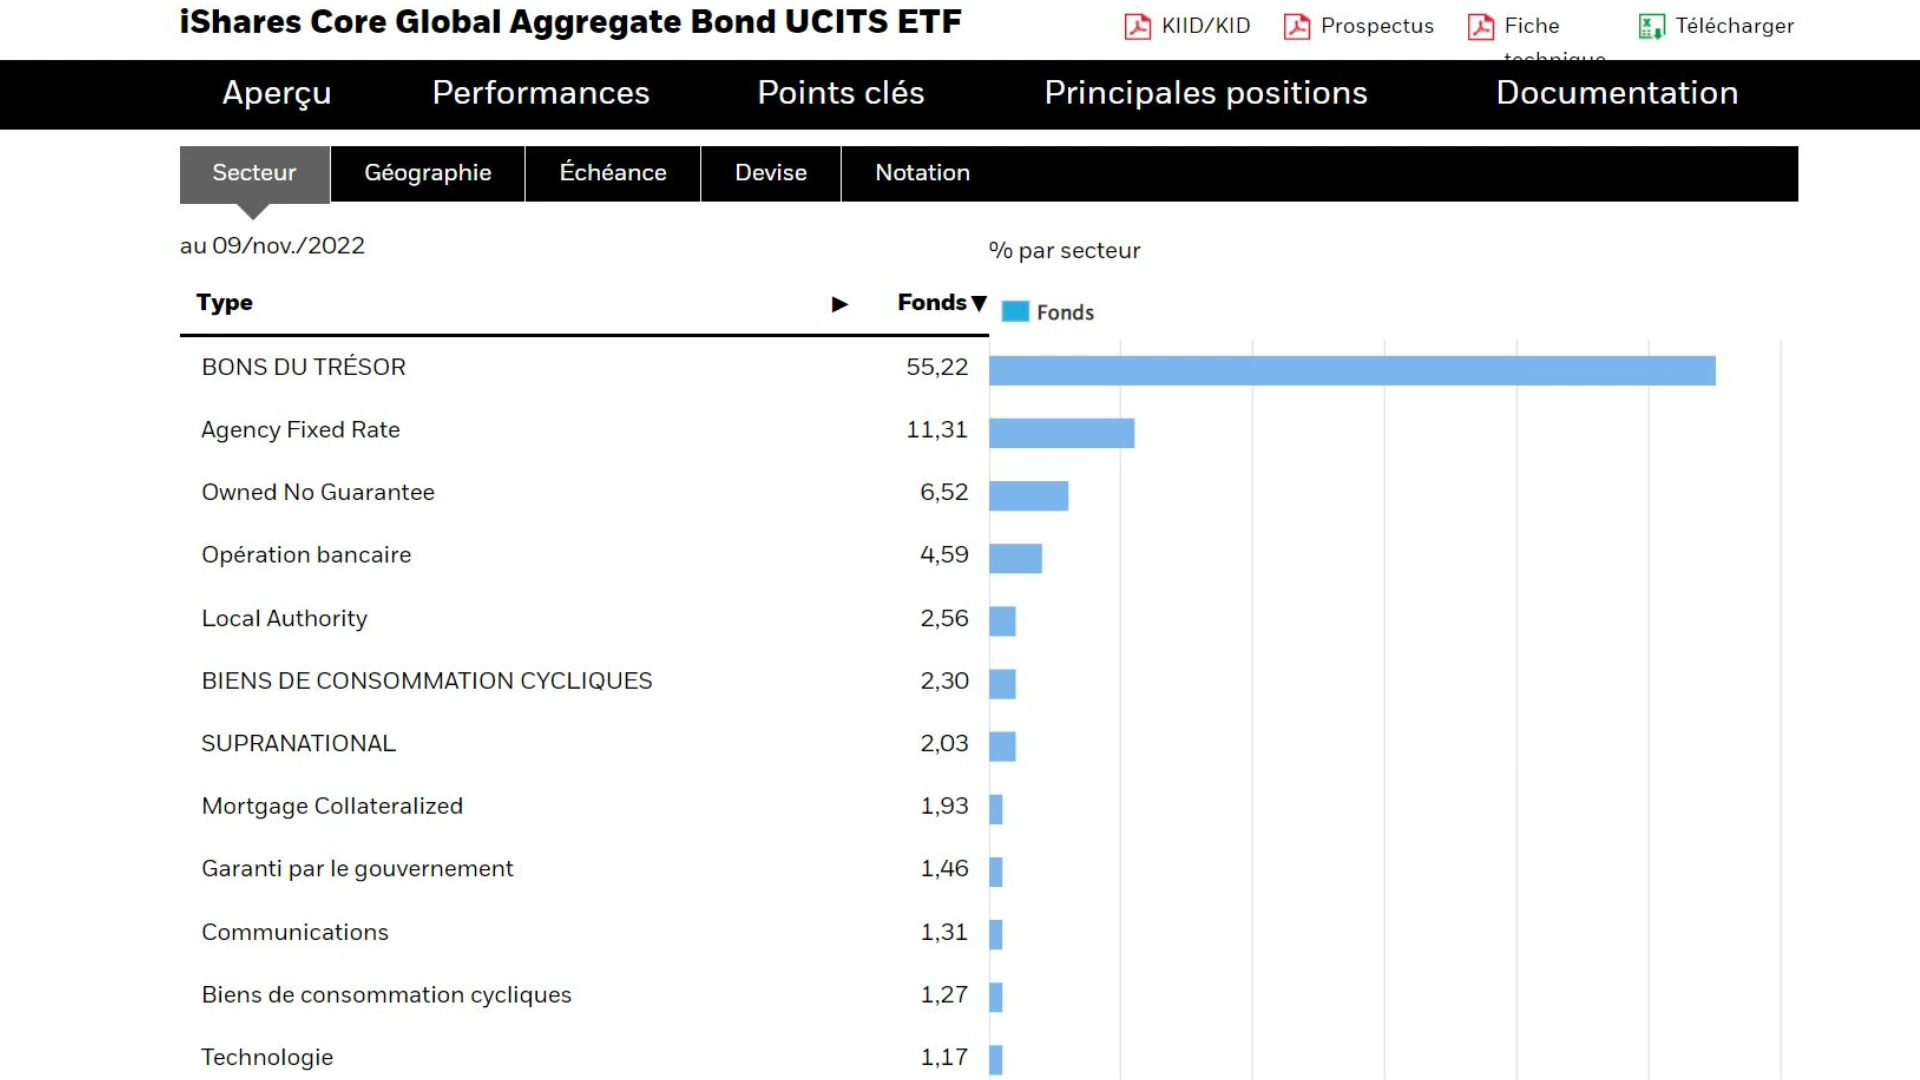 iShares Core Global Aggregate Bond UCITS ETF
KIID/KID
Prospectus
Fiche technique
Télécharger
Aperçu
Performances
Points clés
Principales positions
Documentation
Secteur
Géographie
Échéance
Devise
Notation
au 09/nov./2022
% par secteur
Type ▶ Fonds ▼
Fonds
BONS DU TRÉSOR 55,22
Agency Fixed Rate 11,31
Owned No Guarantee 6,52
Opération bancaire 4,59
Local Authority 2,56
BIENS DE CONSOMMATION CYCLIQUES 2,30
SUPRANATIONAL 2,03
Mortgage Collateralized 1,93
Garanti par le gouvernement 1,46
Communications 1,31
Biens de consommation cycliques 1,27
Technologie 1,17